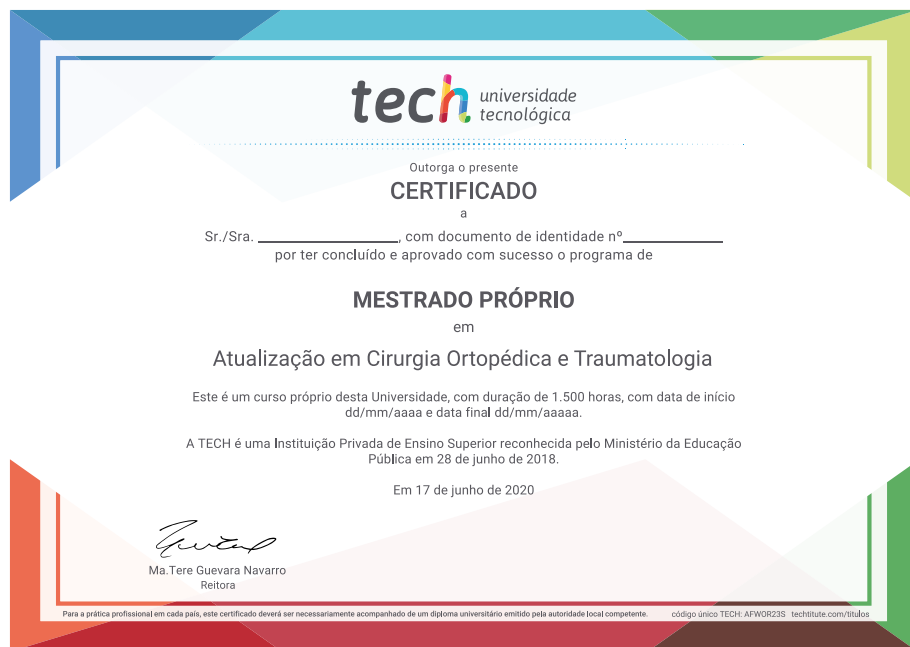 tech universidade
tecnológica
Outorga o presente
CERTIFICADO
a
Sr./Sra. ____________________, com documento de identidade nº______________
por ter concluído e aprovado com sucesso o programa de
MESTRADO PRÓPRIO
em
Atualização em Cirurgia Ortopédica e Traumatologia
Este é um curso próprio desta Universidade, com duração de 1.500 horas, com data de início
dd/mm/aaaa e data final dd/mm/aaaaa.
A TECH é uma Instituição Privada de Ensino Superior reconhecida pelo Ministério da Educação
Pública em 28 de junho de 2018.
Em 17 de junho de 2020
Ma.Tere Guevara Navarro
Reitora
Para a prática profissional em cada país, este certificado deverá ser necessariamente acompanhado de um diploma universitário emitido pela autoridade local competente. código único TECH: AFWOR23S techtitute.com/titulos